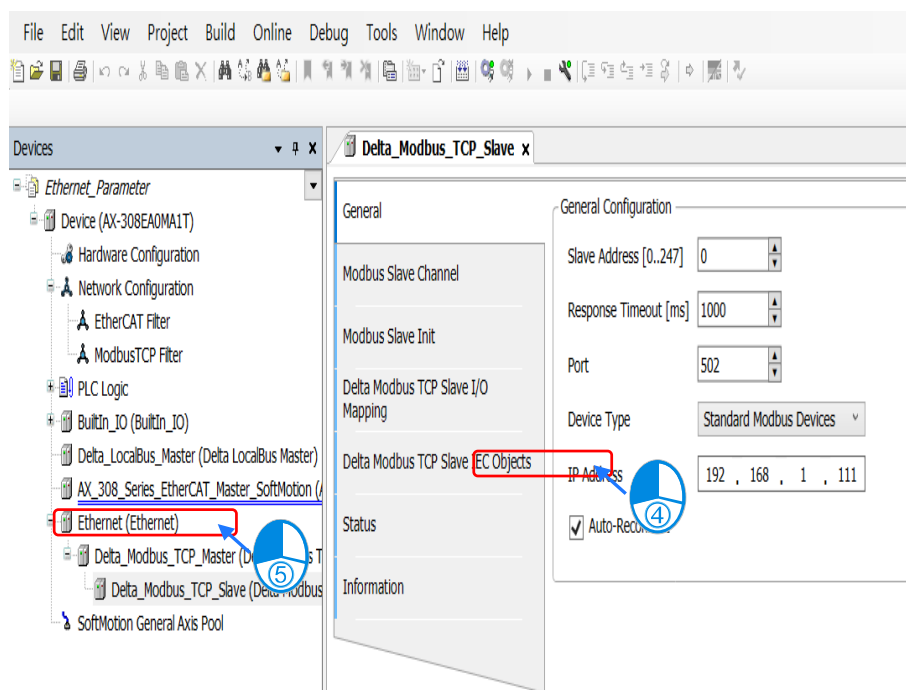 File Edit View Project Build Online Debug Tools Window Help
Devices
Delta_Modbus_TCP_Slave x
Ethernet_Parameter
Device (AX-308EA0MA1T)
Hardware Configuration
Network Configuration
EtherCAT Filter
ModbusTCP Filter
PLC Logic
BuiltIn_IO (BuiltIn_IO)
Delta_LocalBus_Master (Delta LocalBus Master)
AX_308_Series_EtherCAT_Master_SoftMotion (
Ethernet (Ethernet)
⑤
Delta_Modbus_TCP_Master
Delta_Modbus_TCP_Slave (Delta Modbus
SoftMotion General Axis Pool
General
Modbus Slave Channel
Modbus Slave Init
Delta Modbus TCP Slave I/O
Mapping
Delta Modbus TCP Slave IEC Objects
Status
Information
General Configuration
Slave Address [0..247] 0
Response Timeout [ms] 1000
Port 502
Device Type Standard Modbus Devices
IP Address 192 . 168 . 1 . 111
④